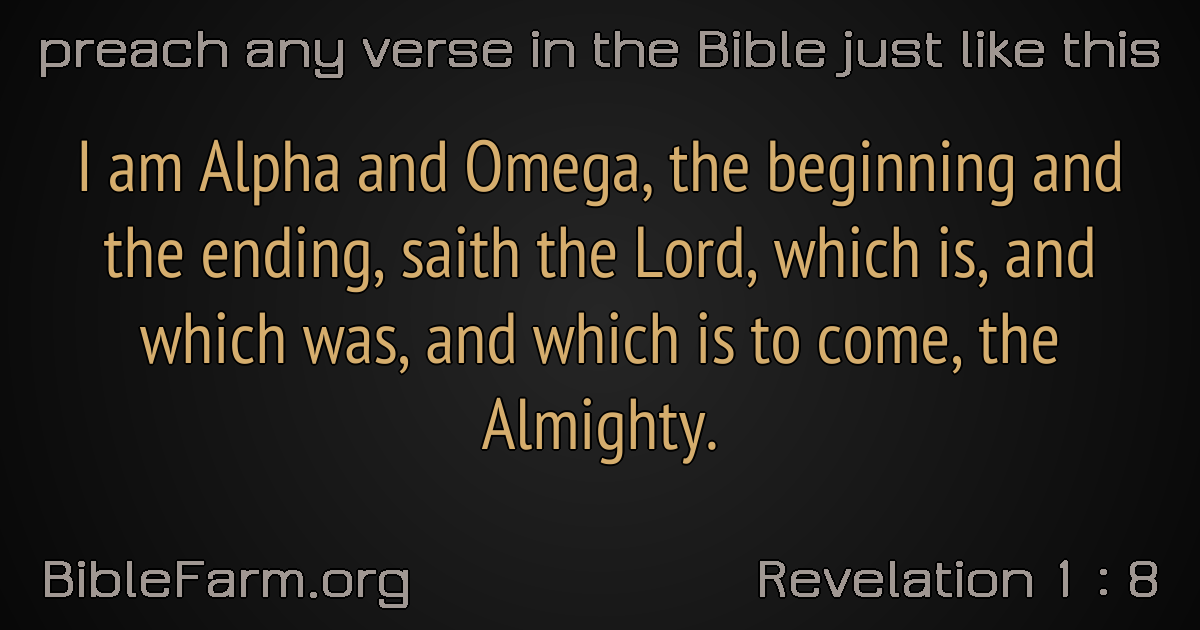 preach any verse in the Bible just like this
I am Alpha and Omega, the beginning and
the ending, saith the Lord, which is, and
which was, and which is to come, the
Almighty.
BibleFarm.org
Revelation 1 : 8